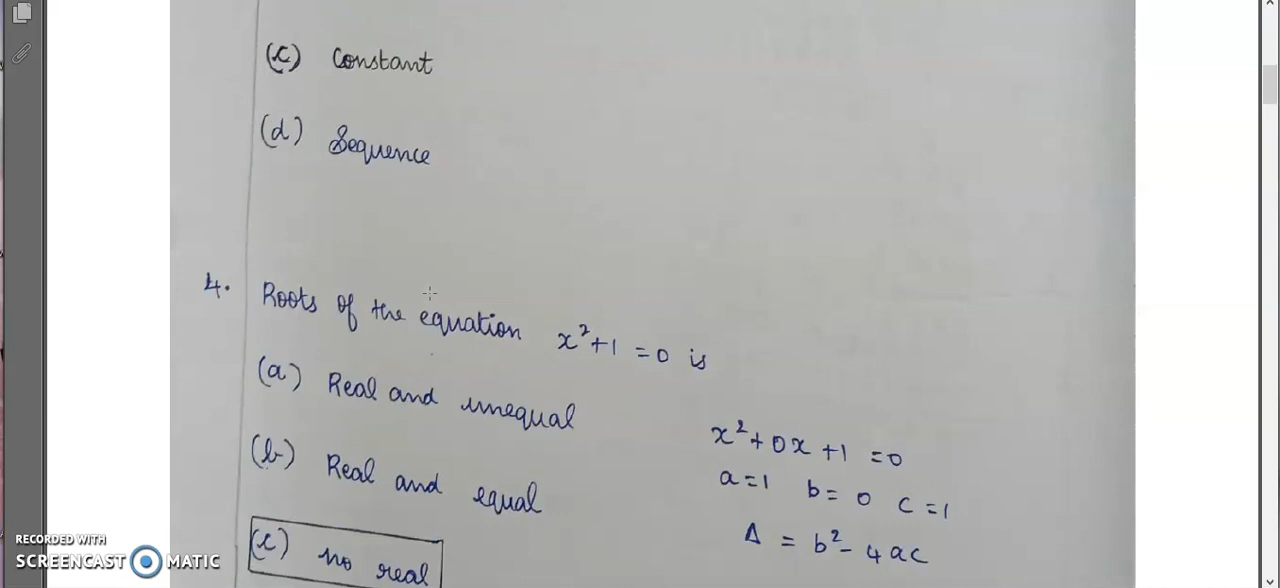 (c) Constant
(d) Sequence
4. Roots of the equation x²+1 = 0 is
(a) Real and unequal
(b) Real and equal
(c) no real
x²+0x+1 = 0
a=1 b= 0 c=1
Δ = b²- 4ac
RECORDED WITH
SCREENCAST MATIC